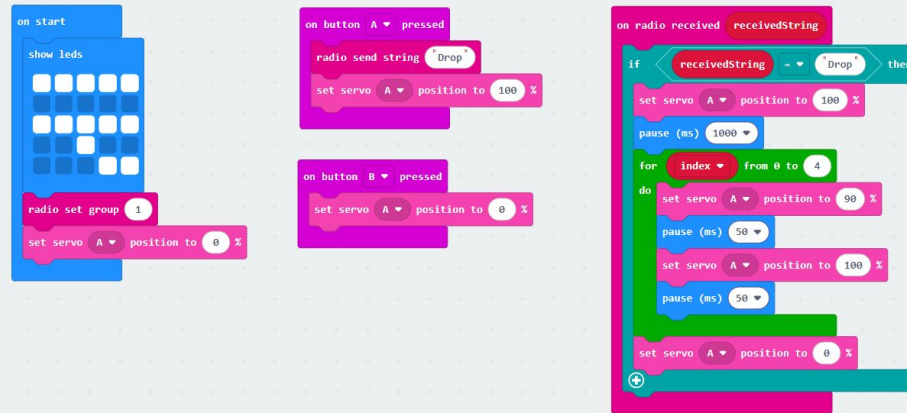 on start
show leds
radio set group 1
set servo A position to 0 %
on button A pressed
radio send string "Drop"
set servo A position to 100 %
on button B pressed
set servo A position to 0 %
on radio received receivedString
if receivedString = "Drop" then
set servo A position to 100 %
pause (ms) 1000
for index from 0 to 4
do
set servo A position to 90 %
pause (ms) 50
set servo A position to 100 %
pause (ms) 50
set servo A position to 0 %